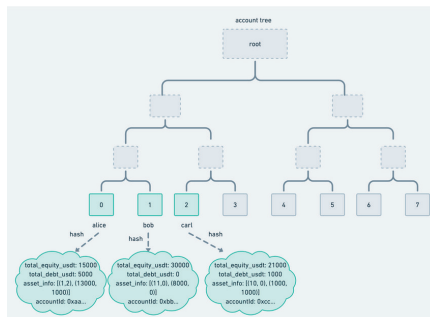 account tree
root
0 1 2 3 4 5 6 7
alice bob carl
hash hash hash
total_equity_usdt: 15000
total_debt_usdt: 5000
asset_info: [(1,2), (13000,
1000)]
accountId: 0xaa...
total_equity_usdt: 30000
total_debt_usdt: 0
asset_info: [(11,0), (8000,
0)]
accountId: 0xbb...
total_equity_usdt: 21000
total_debt_usdt: 1000
asset_info: [(10, 0), (1000,
1000)]
accountId: 0xcc...